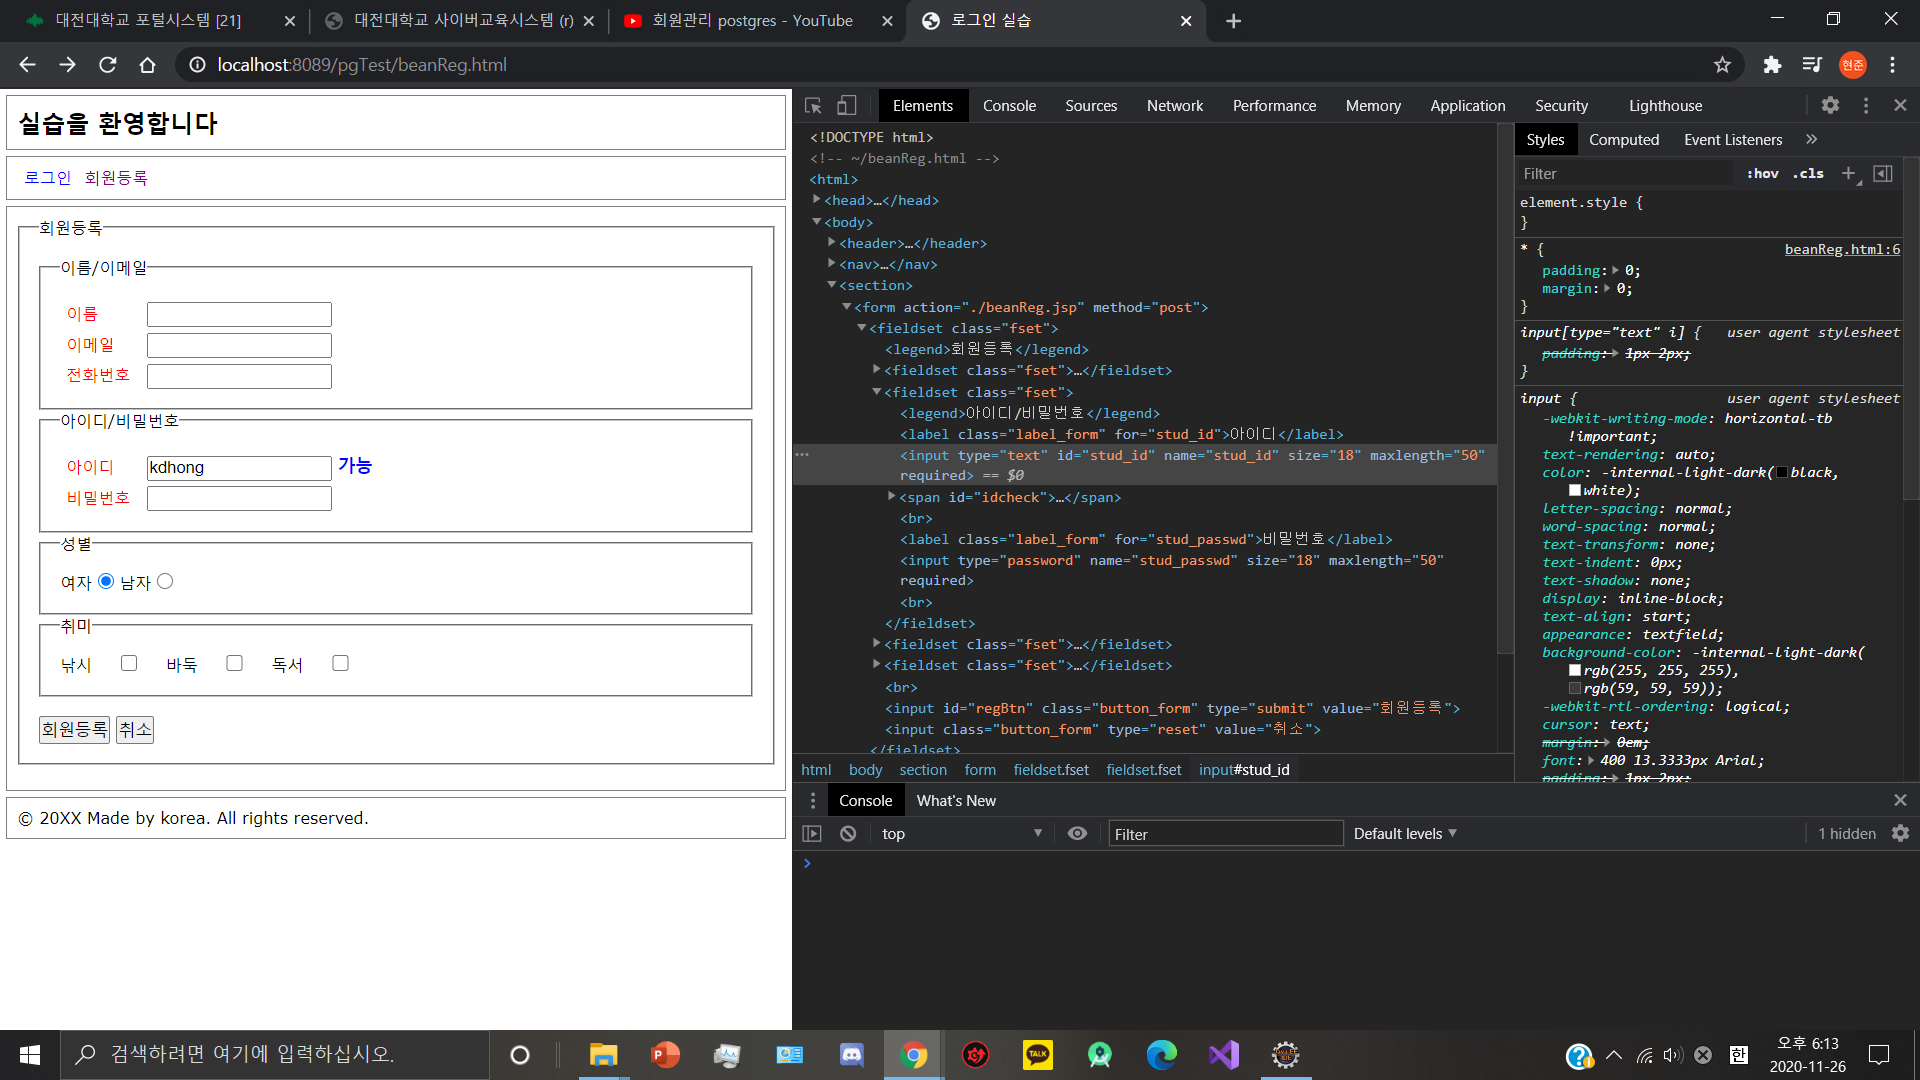 대전대학교 포털시스템 [21]
대전대학교 사이버교육시스템 (r)
회원관리 postgres - YouTube
로그인 실습
localhost:8089/pgTest/beanReg.html
현준
실습을 환영합니다
로그인 회원등록
회원등록
이름/이메일
이름
이메일
전화번호
아이디/비밀번호
아이디 kdhong 가능
비밀번호
성별
여자 남자
취미
낚시 바둑 독서
회원등록 취소
© 20XX Made by korea. All rights reserved.
Elements Console Sources Network Performance Memory Application Security Lighthouse
<!DOCTYPE html>
<!-- ~/beanReg.html -->
<html>
<head>…</head>
<body>
<header>…</header>
<nav>…</nav>
<section>
<form action="./beanReg.jsp" method="post">
<fieldset class="fset">
<legend>회원등록</legend>
<fieldset class="fset">…</fieldset>
<fieldset class="fset">
<legend>아이디/비밀번호</legend>
<label class="label_form" for="stud_id">아이디</label>
<input type="text" id="stud_id" name="stud_id" size="18" maxlength="50"
required> == $0
<span id="idcheck">…</span>
<br>
<label class="label_form" for="stud_passwd">비밀번호</label>
<input type="password" name="stud_passwd" size="18" maxlength="50"
required>
<br>
</fieldset>
<fieldset class="fset">…</fieldset>
<fieldset class="fset">…</fieldset>
<br>
<input id="regBtn" class="button_form" type="submit" value="회원등록">
<input class="button_form" type="reset" value="취소">
</fieldset>
html body section form fieldset.fset fieldset.fset input#stud_id
Styles Computed Event Listeners »
Filter :hov .cls +
element.style {
}
* { beanReg.html:6
padding: 0;
margin: 0;
}
input[type="text" i] { user agent stylesheet
padding: 1px 2px;
}
input { user agent stylesheet
-webkit-writing-mode: horizontal-tb
!important;
text-rendering: auto;
color: -internal-light-dark(black,
white);
letter-spacing: normal;
word-spacing: normal;
text-transform: none;
text-indent: 0px;
text-shadow: none;
display: inline-block;
text-align: start;
appearance: textfield;
background-color: -internal-light-dark(
rgb(255, 255, 255),
rgb(59, 59, 59));
-webkit-rtl-ordering: logical;
cursor: text;
margin: 0em;
font: 400 13.3333px Arial;
padding: 1px 2px;
Console What's New
top Filter Default levels 1 hidden
>
검색하려면 여기에 입력하십시오.
TALK
한
오후 6:13
2020-11-26